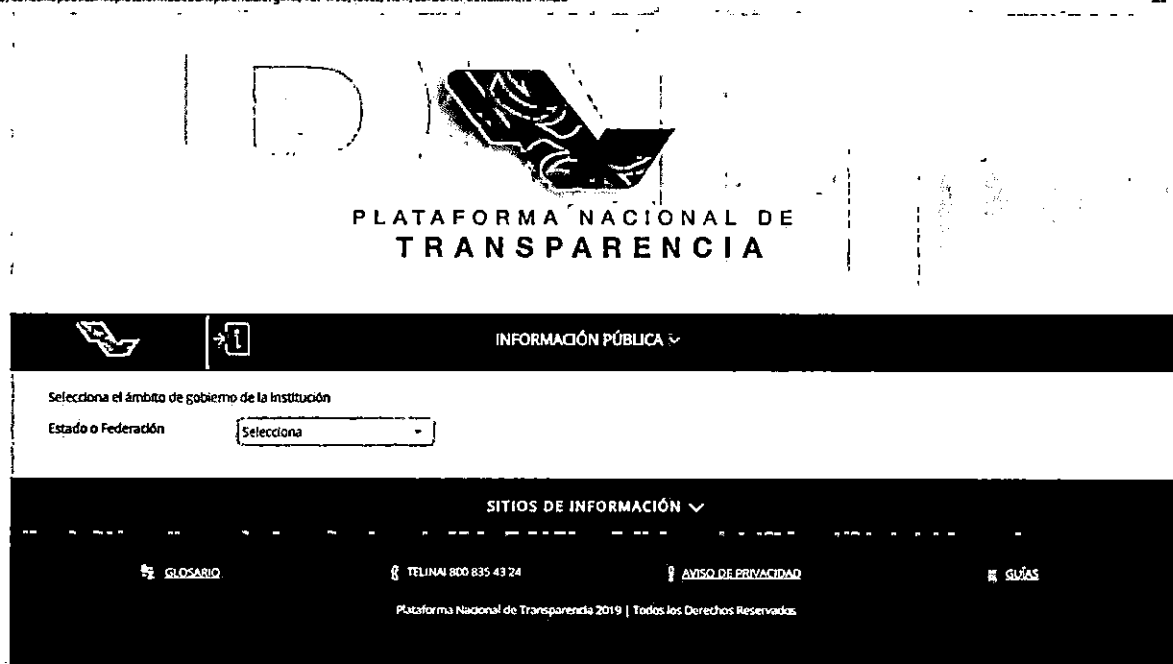 PLATAFORMA NACIONAL DE
TRANSPARENCIA
INFORMACIÓN PÚBLICA
Selecciona el ámbito de gobierno de la Institución
Estado o Federación
Selecciona
SITIOS DE INFORMACIÓN
GLOSARIO
TELINAI 800 835 43 24
AVISO DE PRIVACIDAD
GUÍAS
Plataforma Nacional de Transparencia 2019 | Todos los Derechos Reservados